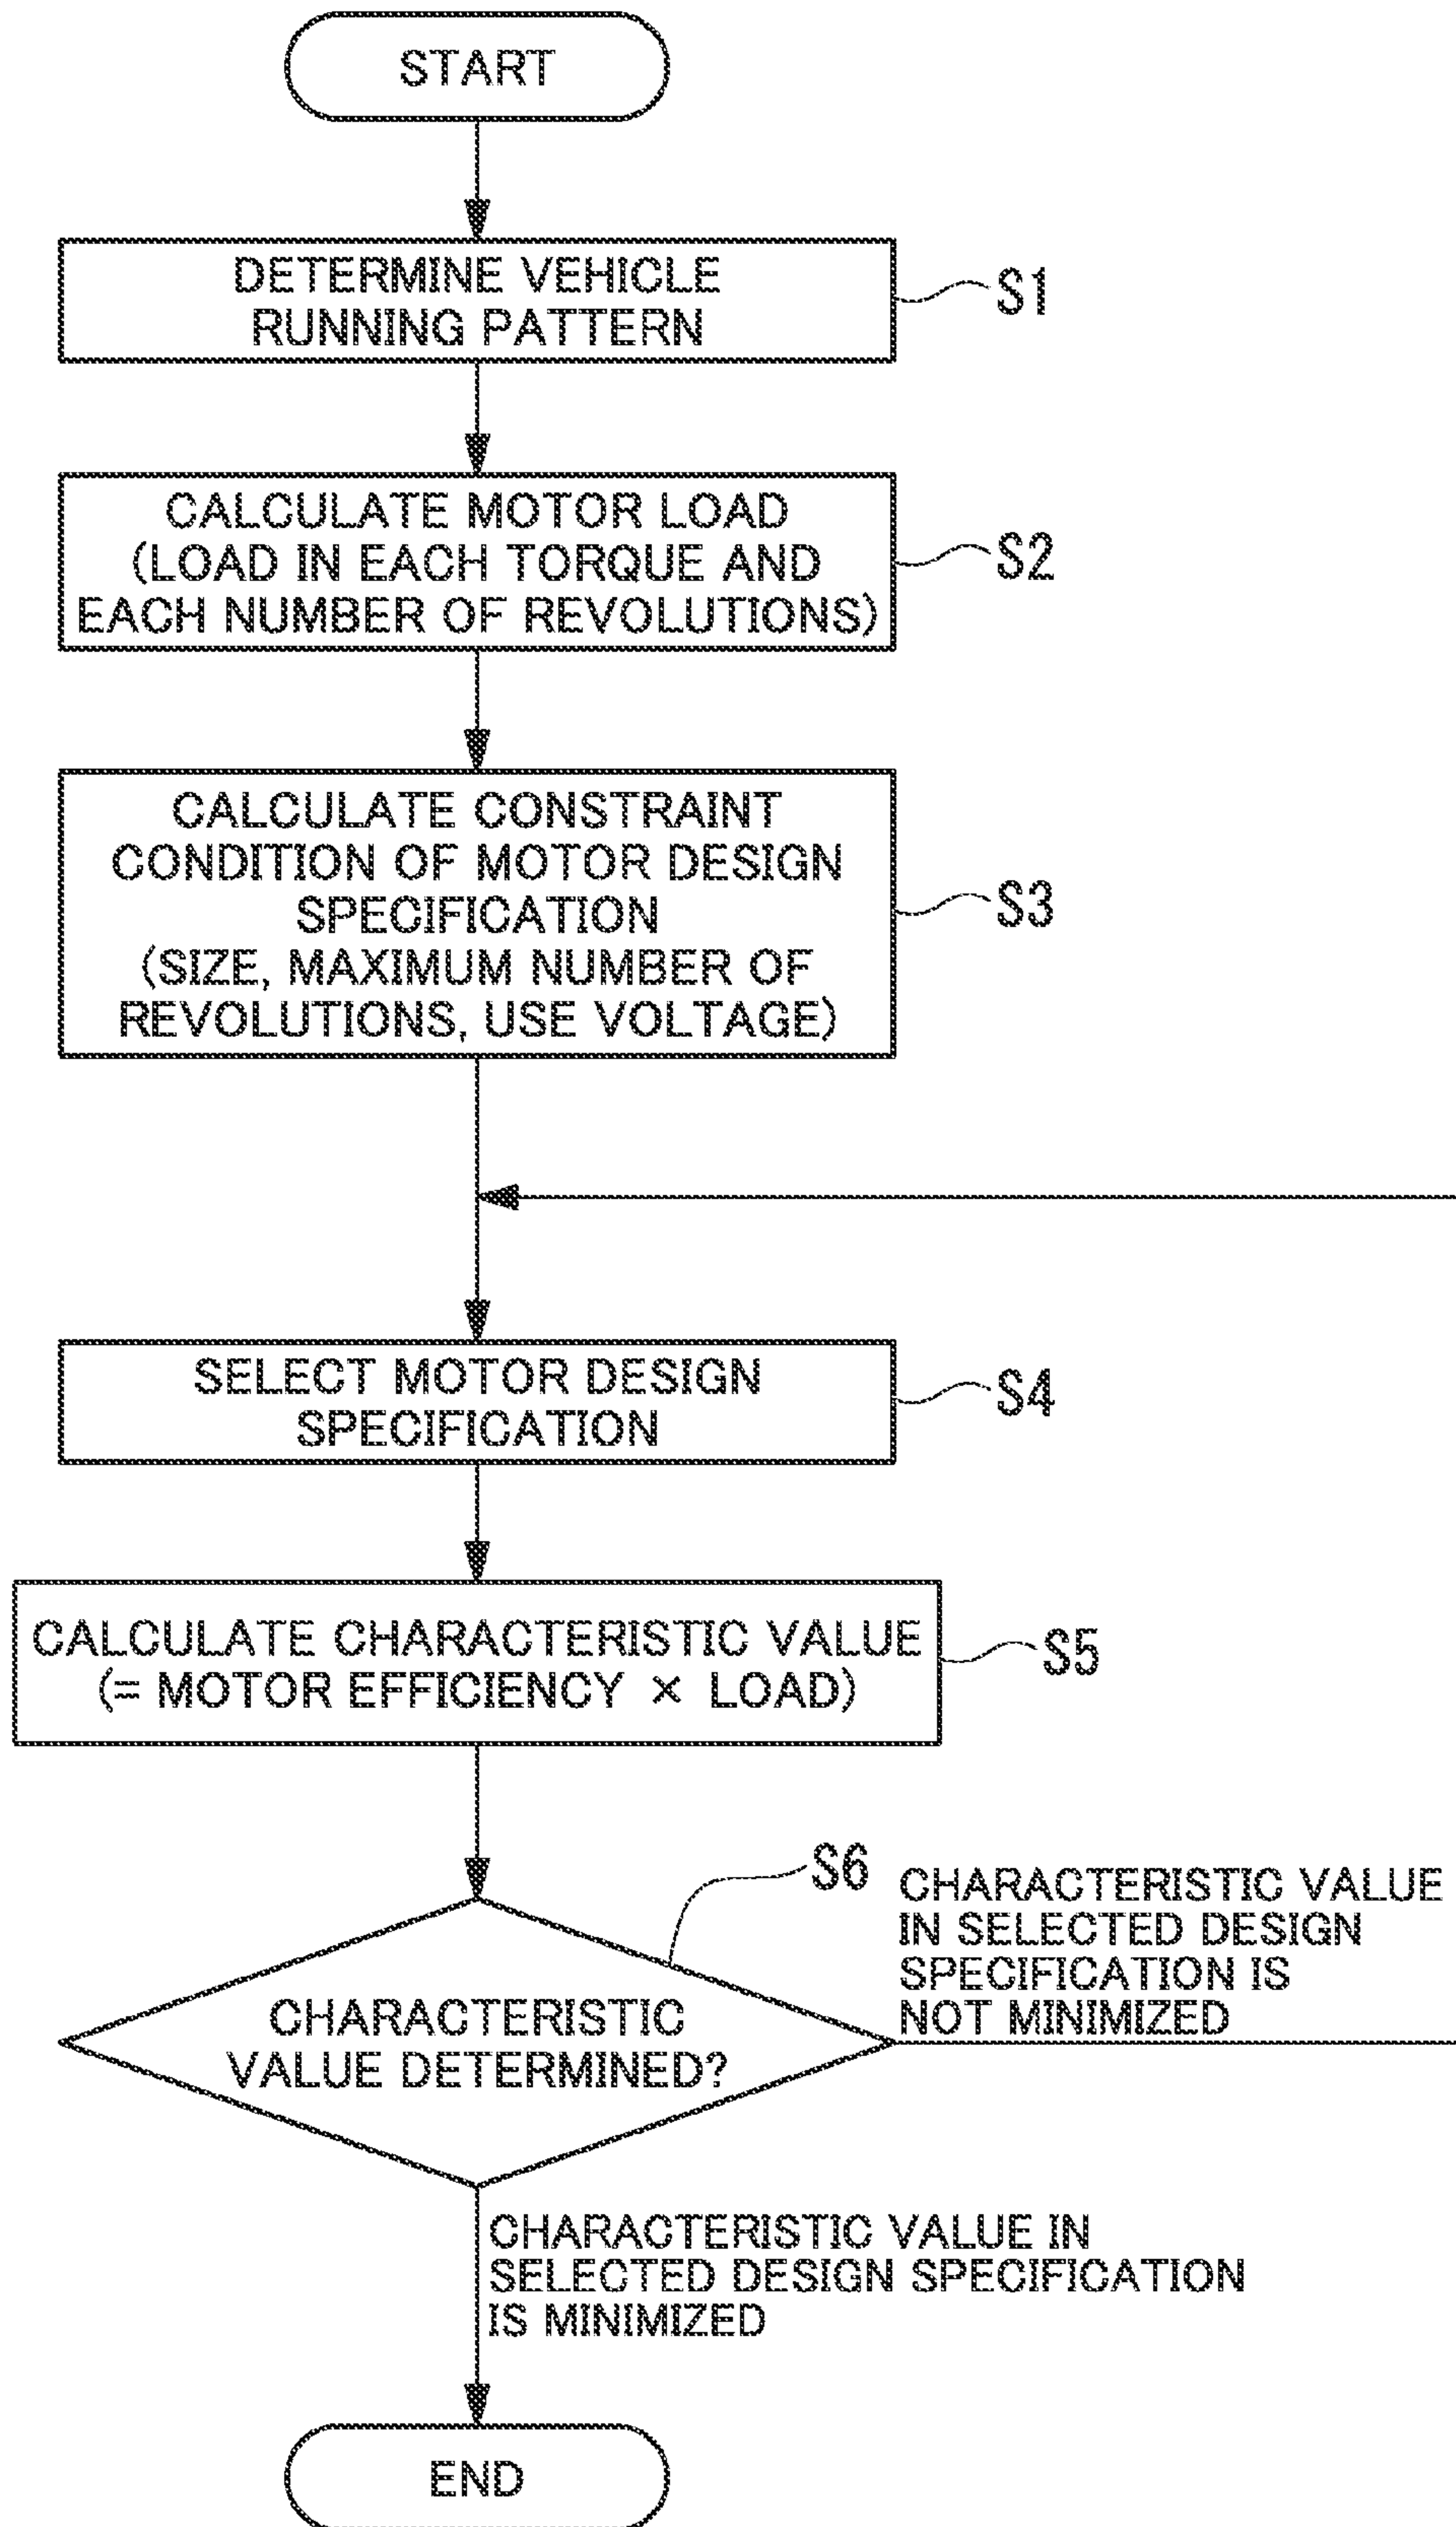 START
DETERMINE VEHICLE
RUNNING PATTERN
S1
CALCULATE MOTOR LOAD
(LOAD IN EACH TORQUE AND
EACH NUMBER OF REVOLUTIONS)
S2
CALCULATE CONSTRAINT
CONDITION OF MOTOR DESIGN
SPECIFICATION
(SIZE, MAXIMUM NUMBER OF
REVOLUTIONS, USE VOLTAGE)
S3
SELECT MOTOR DESIGN
SPECIFICATION
S4
CALCULATE CHARACTERISTIC VALUE
(= MOTOR EFFICIENCY × LOAD)
S5
S6
CHARACTERISTIC
VALUE DETERMINED?
CHARACTERISTIC VALUE
IN SELECTED DESIGN
SPECIFICATION IS
NOT MINIMIZED
CHARACTERISTIC VALUE IN
SELECTED DESIGN SPECIFICATION
IS MINIMIZED
END